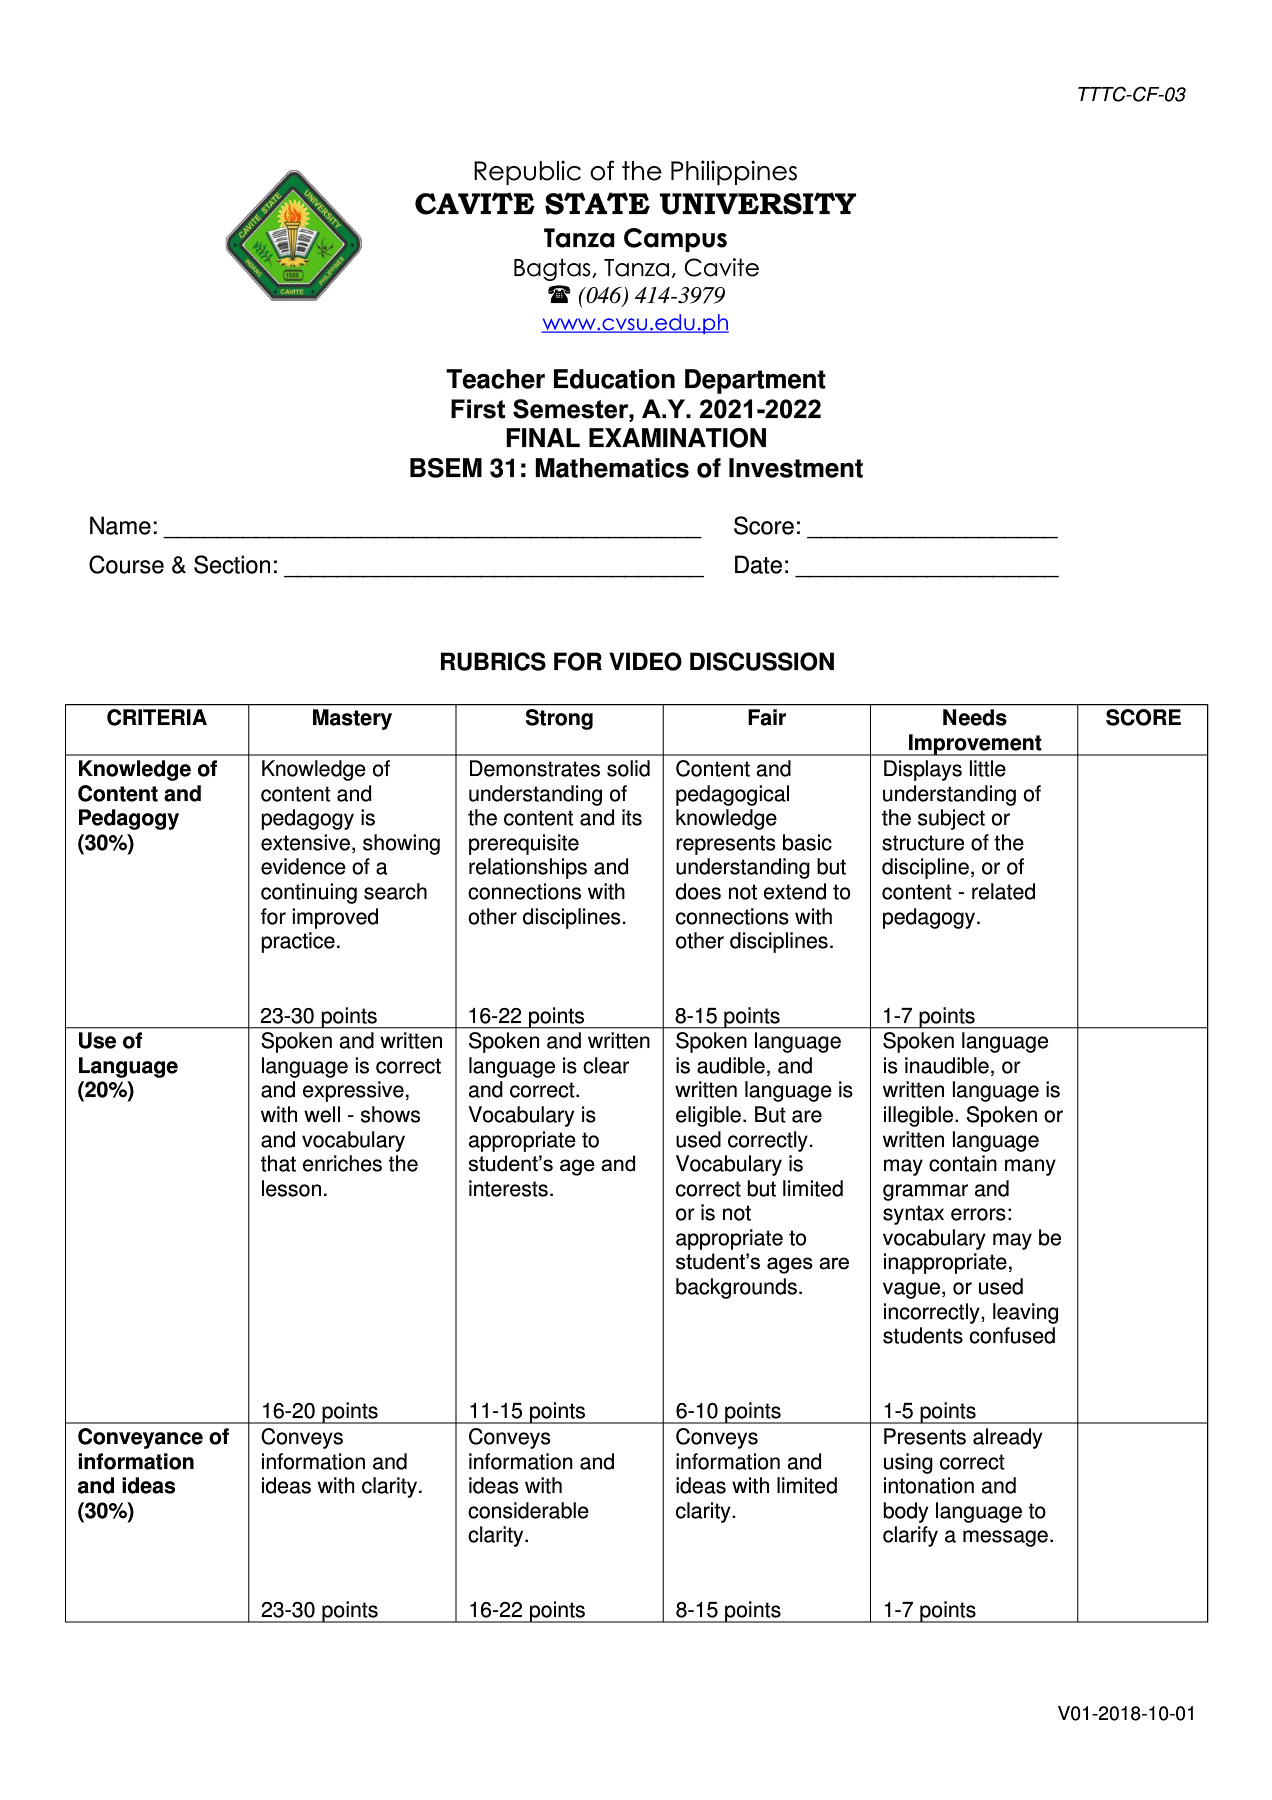 TTTC-CF-03
Republic of the Philippines
CAVITE STATE UNIVERSITY
Tanza Campus
Bagtas, Tanza, Cavite
☎ (046) 414-3979
www.cvsu.edu.ph
CAVITE STATE UNIVERSITY
INDANG CAVITE PHILIPPINES
1906
Teacher Education Department
First Semester, A.Y. 2021-2022
FINAL EXAMINATION
BSEM 31: Mathematics of Investment
Name: _________________________________________ Score: ___________________
Course & Section: ________________________________ Date: ____________________
RUBRICS FOR VIDEO DISCUSSION
CRITERIA
Mastery
Strong
Fair
Needs
Improvement
SCORE
Knowledge of
Content and
Pedagogy
(30%)
Knowledge of
content and
pedagogy is
extensive, showing
evidence of a
continuing search
for improved
practice.
23-30 points
Demonstrates solid
understanding of
the content and its
prerequisite
relationships and
connections with
other disciplines.
16-22 points
Content and
pedagogical
knowledge
represents basic
understanding but
does not extend to
connections with
other disciplines.
8-15 points
Displays little
understanding of
the subject or
structure of the
discipline, or of
content - related
pedagogy.
1-7 points
Use of
Language
(20%)
Spoken and written
language is correct
and expressive,
with well - shows
and vocabulary
that enriches the
lesson.
16-20 points
Spoken and written
language is clear
and correct.
Vocabulary is
appropriate to
student’s age and
interests.
11-15 points
Spoken language
is audible, and
written language is
eligible. But are
used correctly.
Vocabulary is
correct but limited
or is not
appropriate to
student’s ages are
backgrounds.
6-10 points
Spoken language
is inaudible, or
written language is
illegible. Spoken or
written language
may contain many
grammar and
syntax errors:
vocabulary may be
inappropriate,
vague, or used
incorrectly, leaving
students confused
1-5 points
Conveyance of
information
and ideas
(30%)
Conveys
information and
ideas with clarity.
23-30 points
Conveys
information and
ideas with
considerable
clarity.
16-22 points
Conveys
information and
ideas with limited
clarity.
8-15 points
Presents already
using correct
intonation and
body language to
clarify a message.
1-7 points
V01-2018-10-01